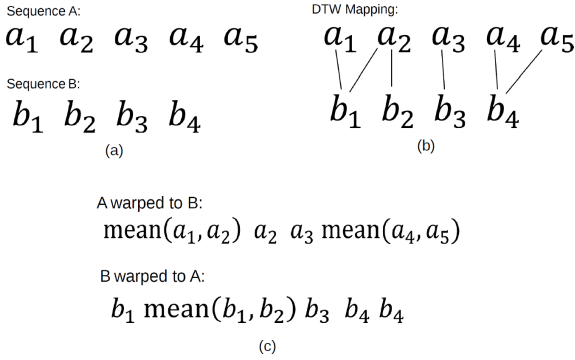 Sequence A:
a₁ a₂ a₃ a₄ a₅
Sequence B:
b₁ b₂ b₃ b₄
(a)
DTW Mapping:
a₁ a₂ a₃ a₄ a₅
b₁ b₂ b₃ b₄
(b)
A warped to B:
mean(a₁, a₂) a₂ a₃ mean(a₄, a₅)
B warped to A:
b₁ mean(b₁, b₂) b₃ b₄ b₄
(c)